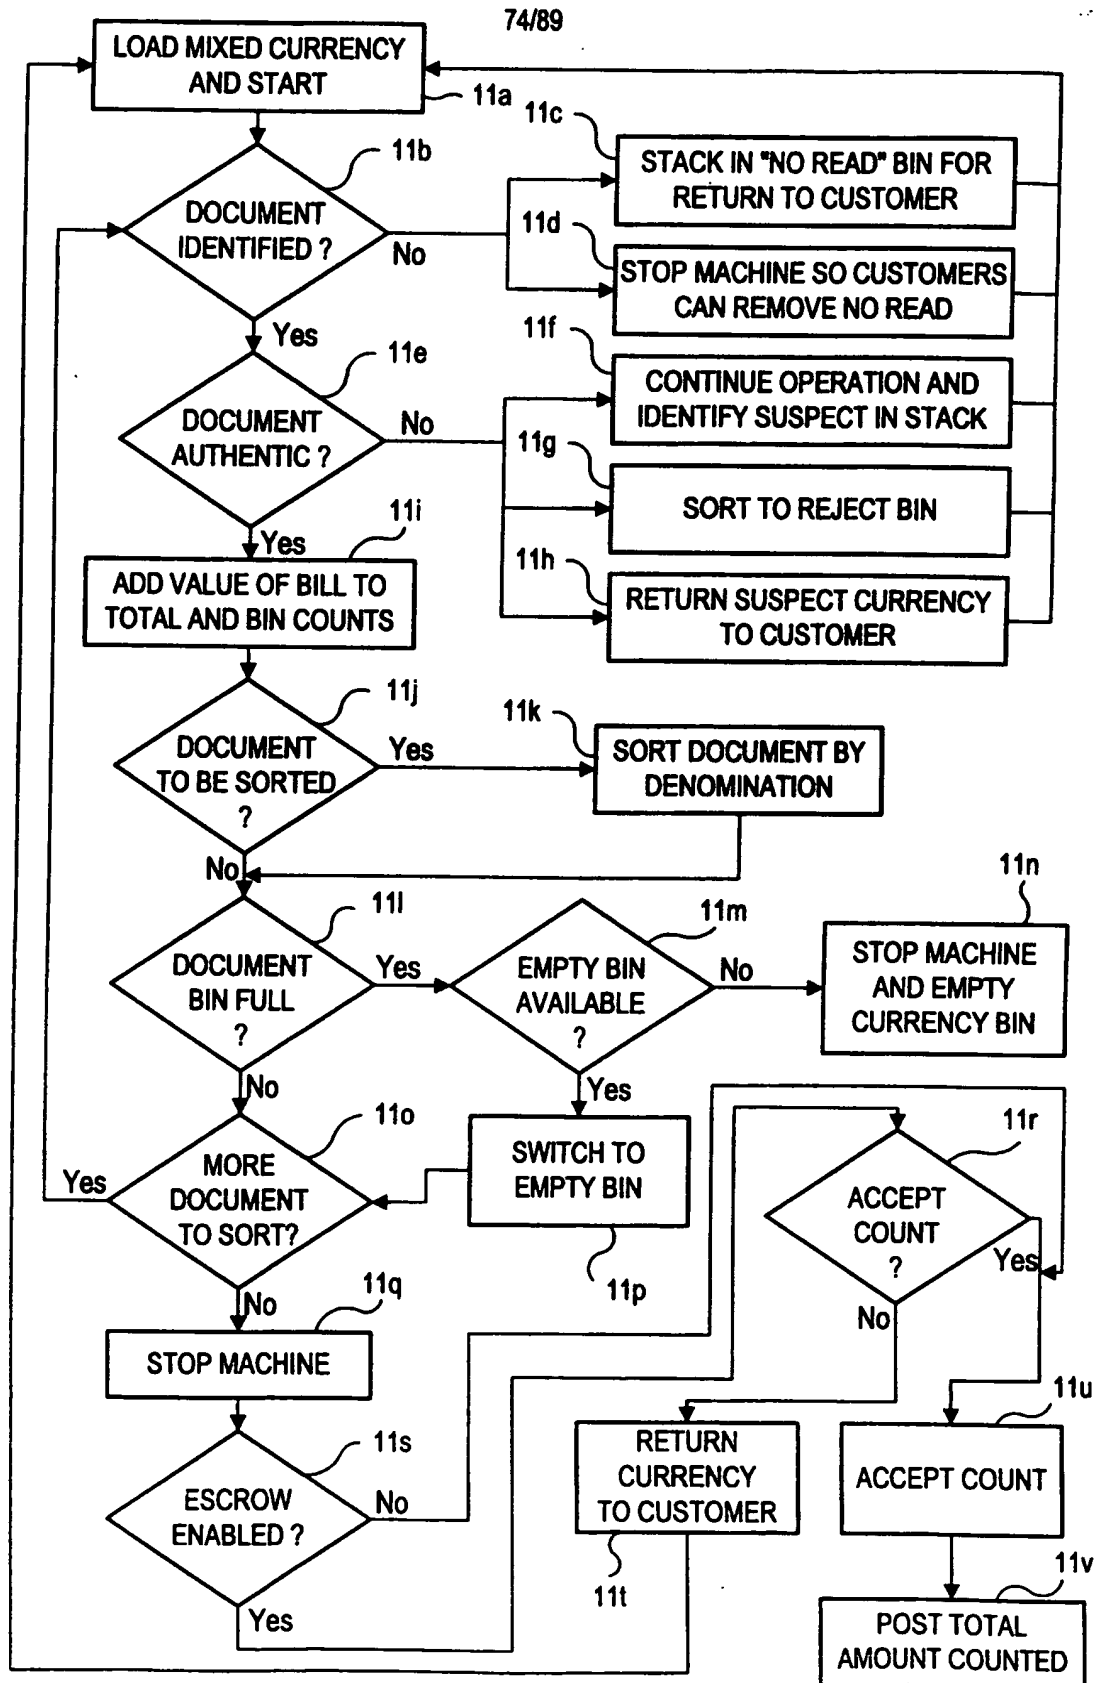 74/89
LOAD MIXED CURRENCY
AND START
11a
11b
DOCUMENT
IDENTIFIED ?
No
Yes
11c
STACK IN "NO READ" BIN FOR
RETURN TO CUSTOMER
11d
STOP MACHINE SO CUSTOMERS
CAN REMOVE NO READ
11e
DOCUMENT
AUTHENTIC ?
No
Yes
11f
CONTINUE OPERATION AND
IDENTIFY SUSPECT IN STACK
11g
SORT TO REJECT BIN
11h
RETURN SUSPECT CURRENCY
TO CUSTOMER
11i
ADD VALUE OF BILL TO
TOTAL AND BIN COUNTS
11j
DOCUMENT
TO BE SORTED
?
Yes
No
11k
SORT DOCUMENT BY
DENOMINATION
11l
DOCUMENT
BIN FULL
?
Yes
No
11m
EMPTY BIN
AVAILABLE
?
No
Yes
11n
STOP MACHINE
AND EMPTY
CURRENCY BIN
11o
MORE
DOCUMENT
TO SORT?
Yes
No
SWITCH TO
EMPTY BIN
11p
11r
ACCEPT
COUNT
?
Yes
No
11q
STOP MACHINE
11s
ESCROW
ENABLED ?
No
Yes
RETURN
CURRENCY
TO CUSTOMER
11t
11u
ACCEPT COUNT
11v
POST TOTAL
AMOUNT COUNTED